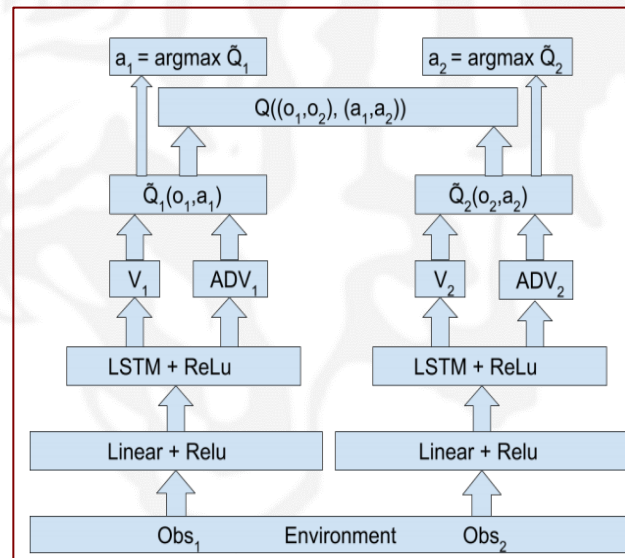 a₁ = argmax Q̃₁
a₂ = argmax Q̃₂
Q((o₁,o₂), (a₁,a₂))
Q̃₁(o₁,a₁)
Q̃₂(o₂,a₂)
V₁
ADV₁
V₂
ADV₂
LSTM + ReLu
LSTM + ReLu
Linear + Relu
Linear + Relu
Obs₁ Environment Obs₂